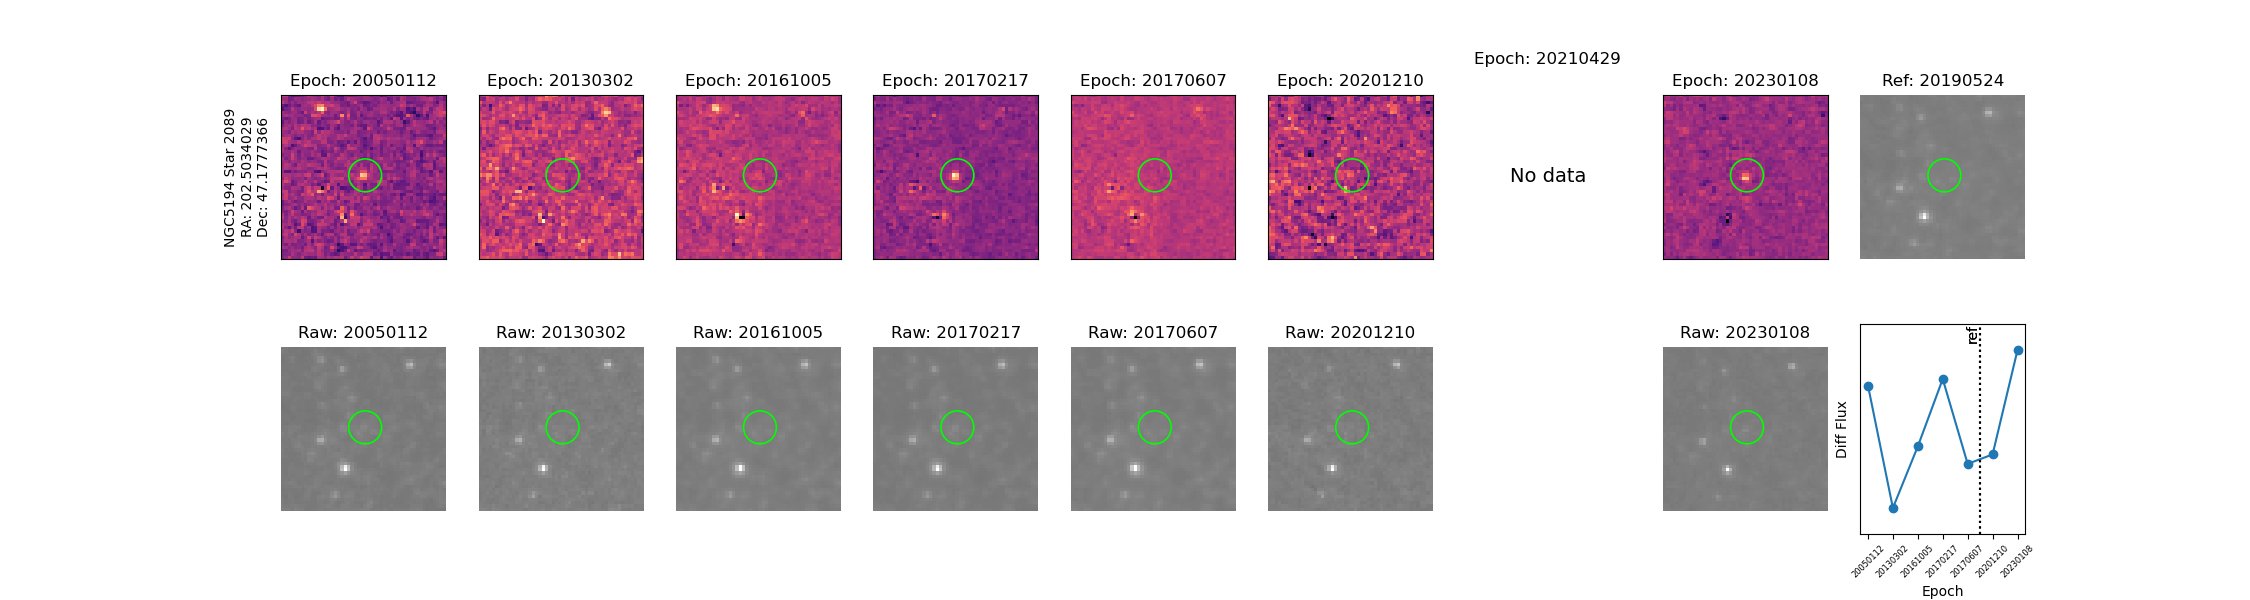 Epoch: 20210429
Epoch: 20050112
Epoch: 20130302
Epoch: 20161005
Epoch: 20170217
Epoch: 20170607
Epoch: 20201210
Epoch: 20230108
Ref: 20190524
NGC5194 Star 2089
RA: 202.5034029
Dec: 47.1777366
No data
Raw: 20050112
Raw: 20130302
Raw: 20161005
Raw: 20170217
Raw: 20170607
Raw: 20201210
Raw: 20230108
ref
Diff Flux
20050112
20130302
20161005
20170217
20170607
20201210
20230108
Epoch